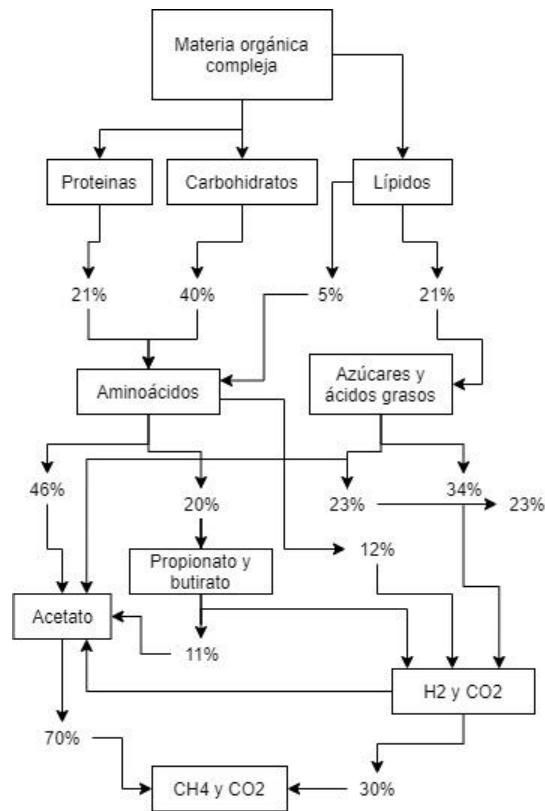 Materia orgánica
compleja
Proteinas
Carbohidratos
Lípidos
21%
40%
5%
21%
Aminoácidos
Azúcares y
ácidos grasos
46%
20%
23%
34%
23%
Propionato y
butirato
12%
Acetato
11%
H2 y CO2
70%
CH4 y CO2
30%